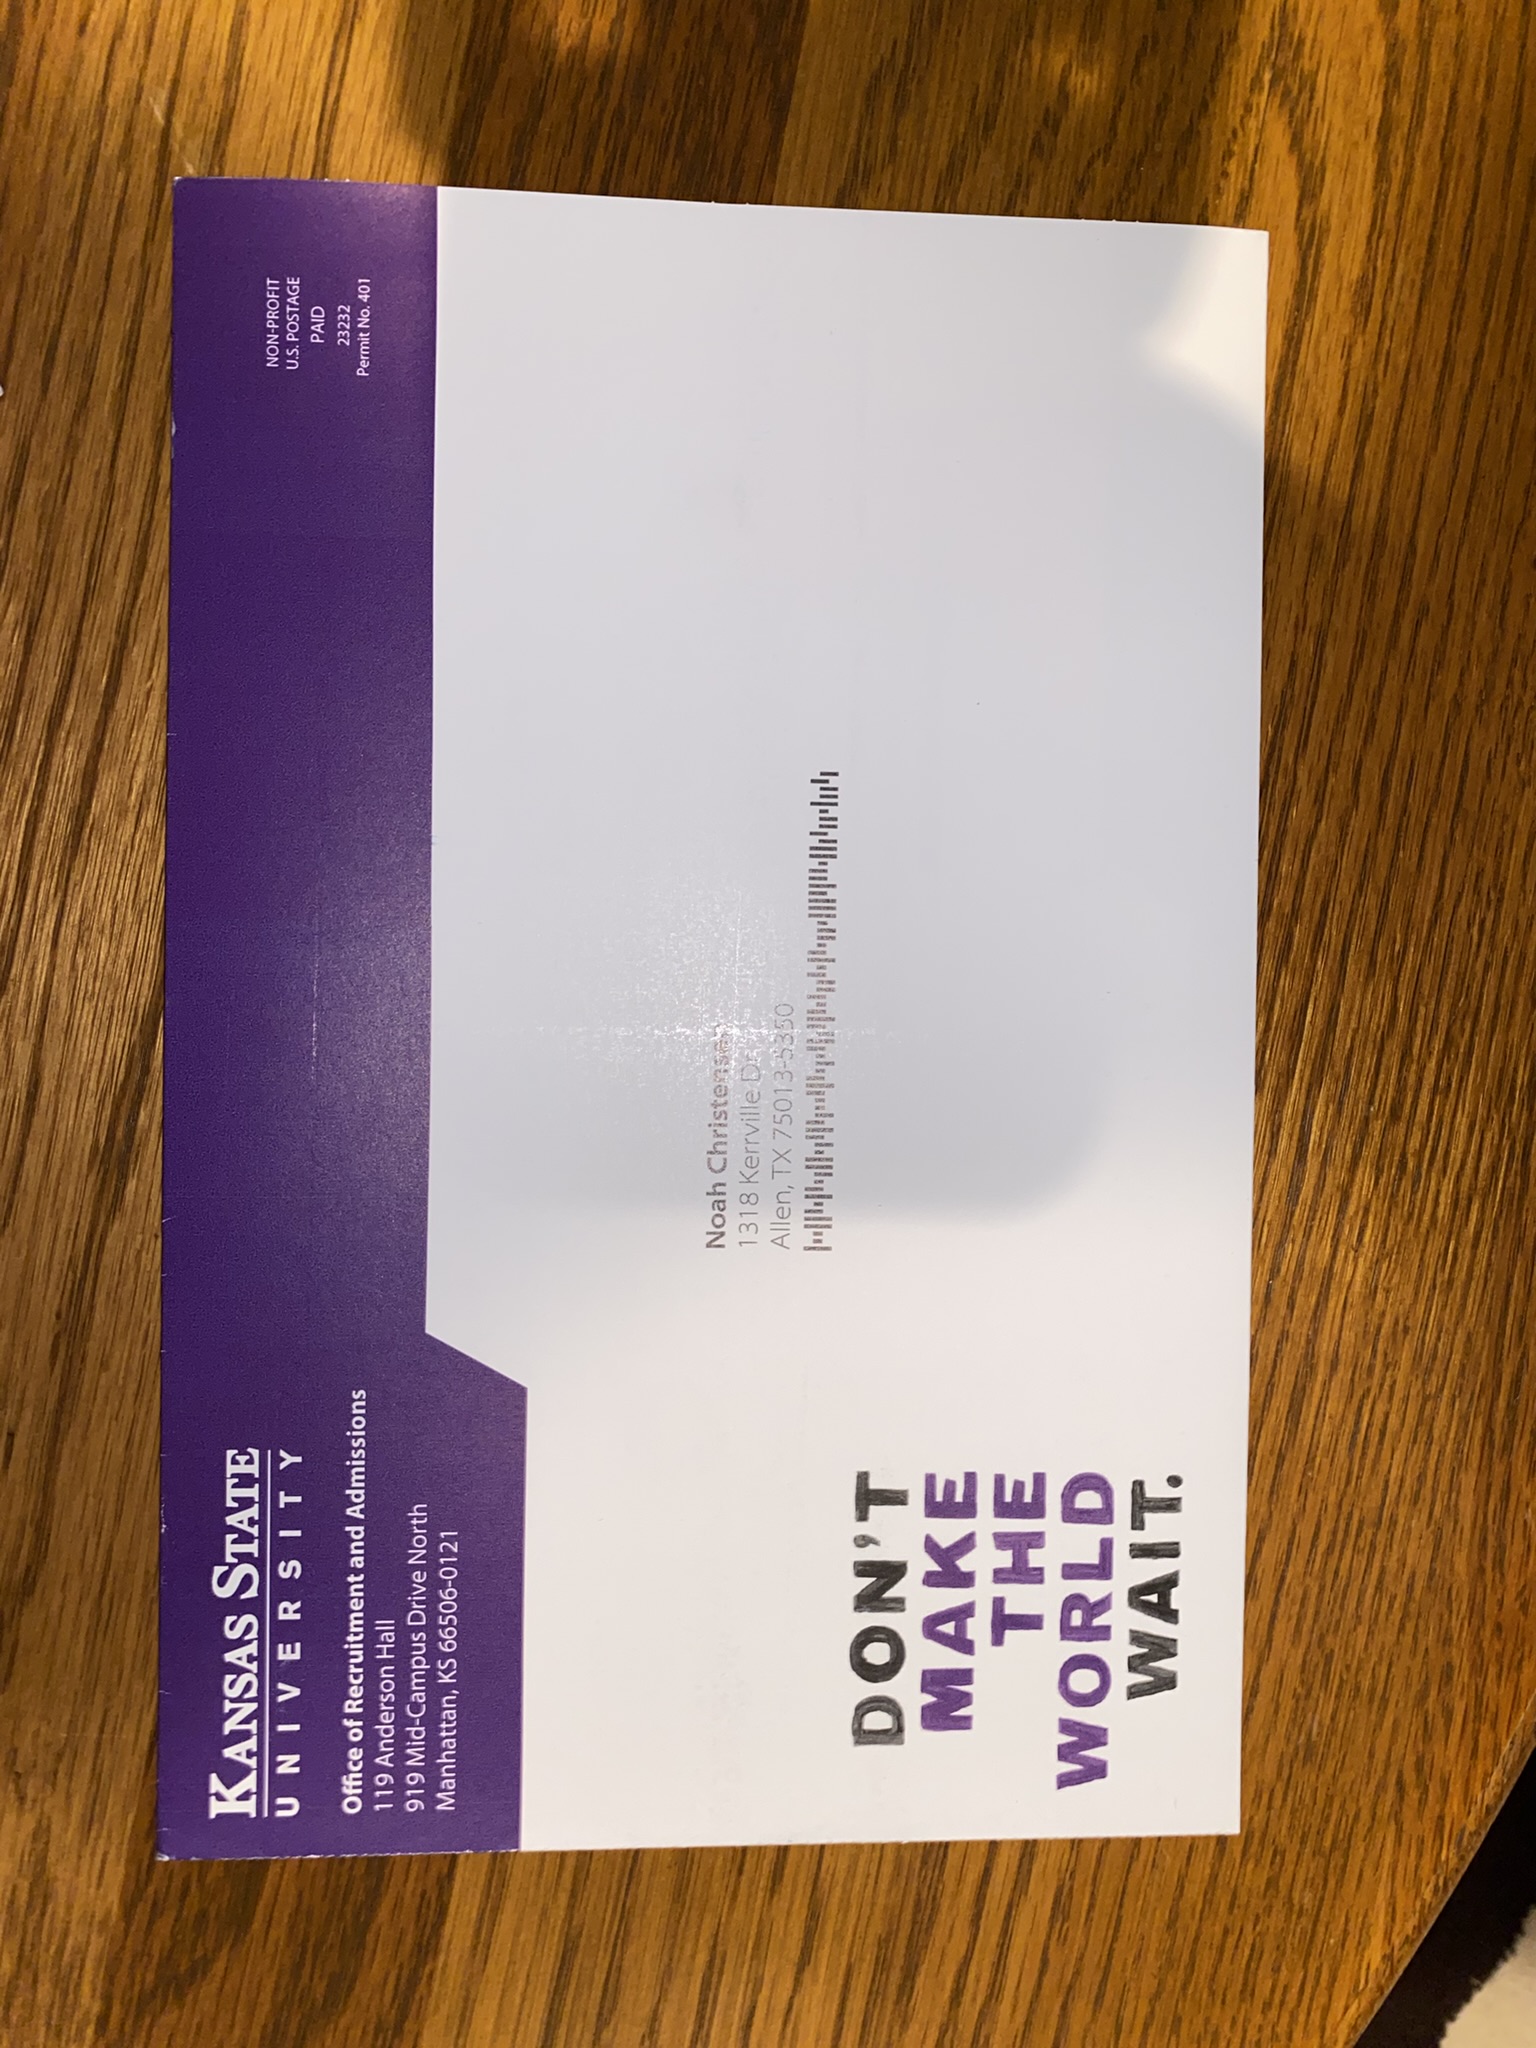 KANSAS STATE
UNIVERSITY
Office of Recruitment and Admissions
119 Anderson Hall
919 Mid-Campus Drive North
Manhattan, KS 66506-0121
NON-PROFIT
U.S. POSTAGE
PAID
23232
Permit No. 401
Noah Christensen
1318 Kerrville Dr
Allen, TX 75013-5350
DON'T
MAKE
THE
WORLD
WAIT.